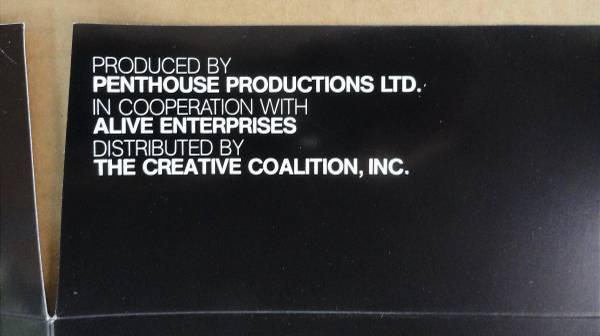 PRODUCED BY
PENTHOUSE PRODUCTIONS LTD.
IN COOPERATION WITH
ALIVE ENTERPRISES
DISTRIBUTED BY
THE CREATIVE COALITION, INC.